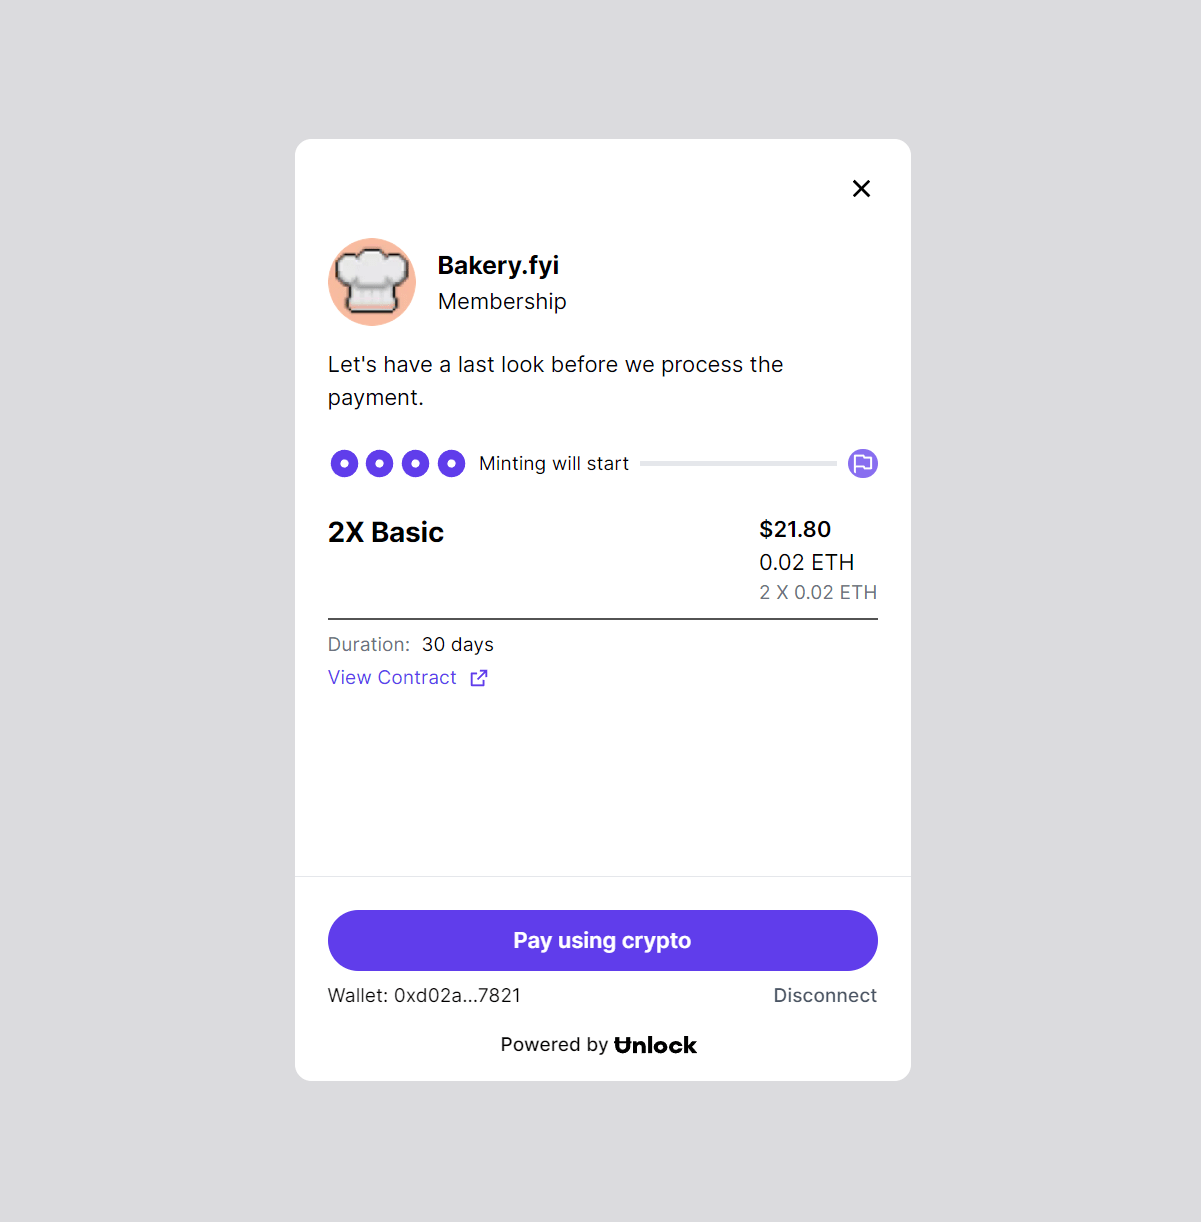 Bakery.fyi
Membership
Let's have a last look before we process the
payment.
Minting will start
2X Basic
$21.80
0.02 ETH
2 X 0.02 ETH
Duration: 30 days
View Contract
Pay using crypto
Wallet: 0xd02a...7821
Disconnect
Powered by Unlock